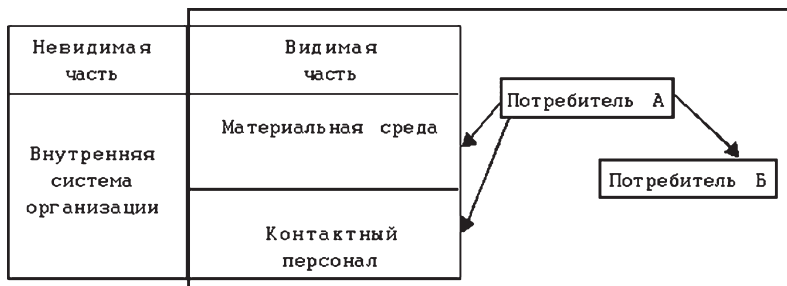 Невидимая
часть
Видимая
часть
Потребитель А
Материальная среда
Внутренняя
система
организации
Потребитель Б
Контактный
персонал